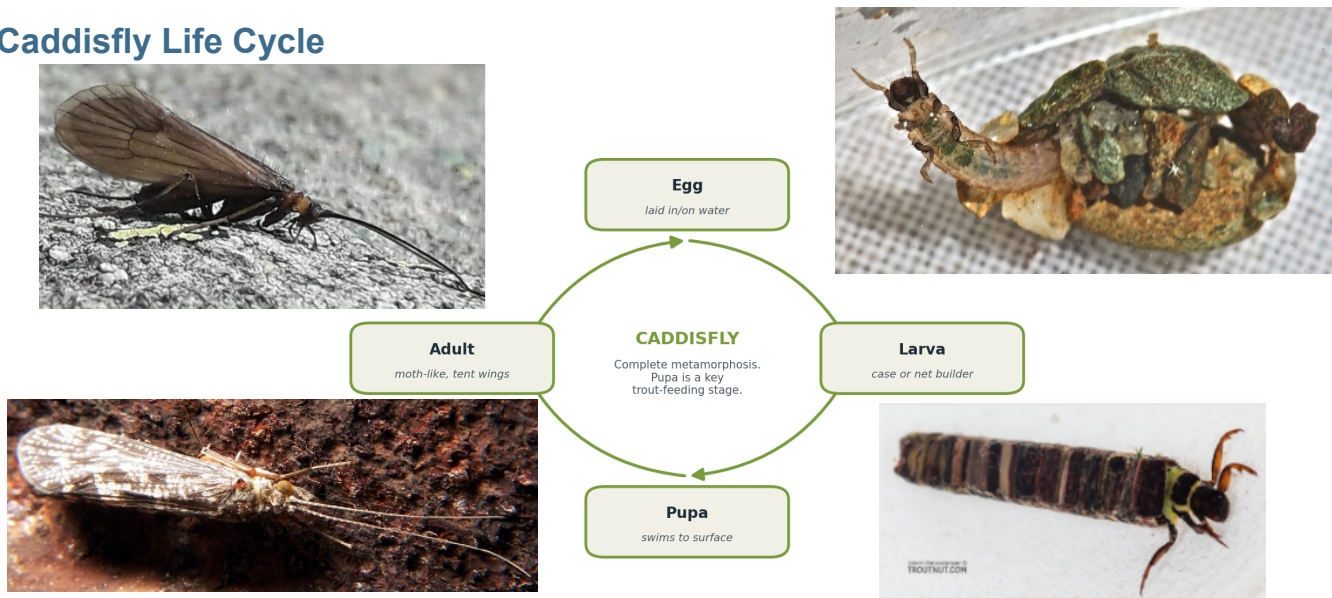 Caddisfly Life Cycle
Egg
laid in/on water
CADDISFLY
Complete metamorphosis.
Pupa is a key
trout-feeding stage.
Adult
moth-like, tent wings
Larva
case or net builder
Pupa
swims to surface
TROUTNUT.COM